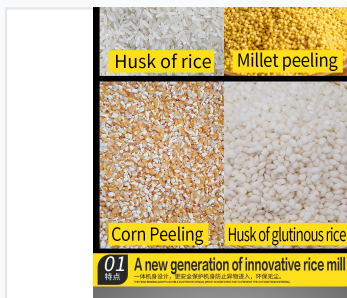 Husk of rice
Millet peeling
Corn Peeling
Husk of glutinous rice
01
特点
A new generation of innovative rice mill
一体机身设计，更安全保护机身防止异物进入，环保无尘。